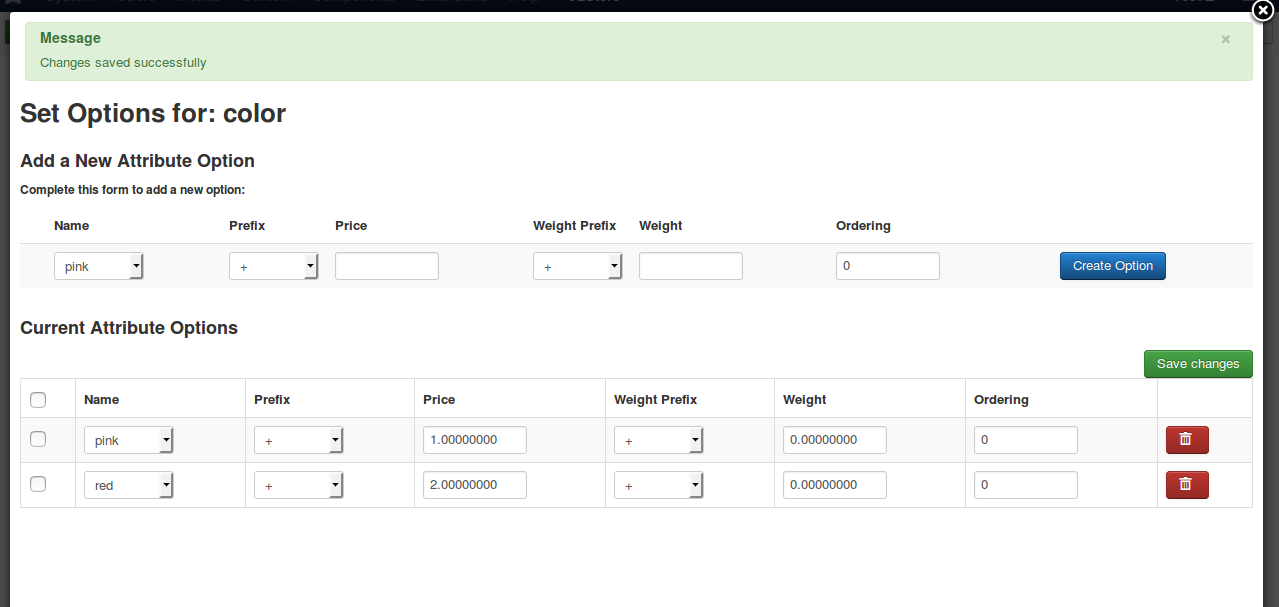 Message
×
Changes saved successfully
Set Options for: color
Add a New Attribute Option
Complete this form to add a new option:
Name Prefix Price Weight Prefix Weight Ordering
pink + + 0 Create Option
Current Attribute Options
Save changes
Name Prefix Price Weight Prefix Weight Ordering
pink + 1.00000000 + 0.00000000 0
red + 2.00000000 + 0.00000000 0